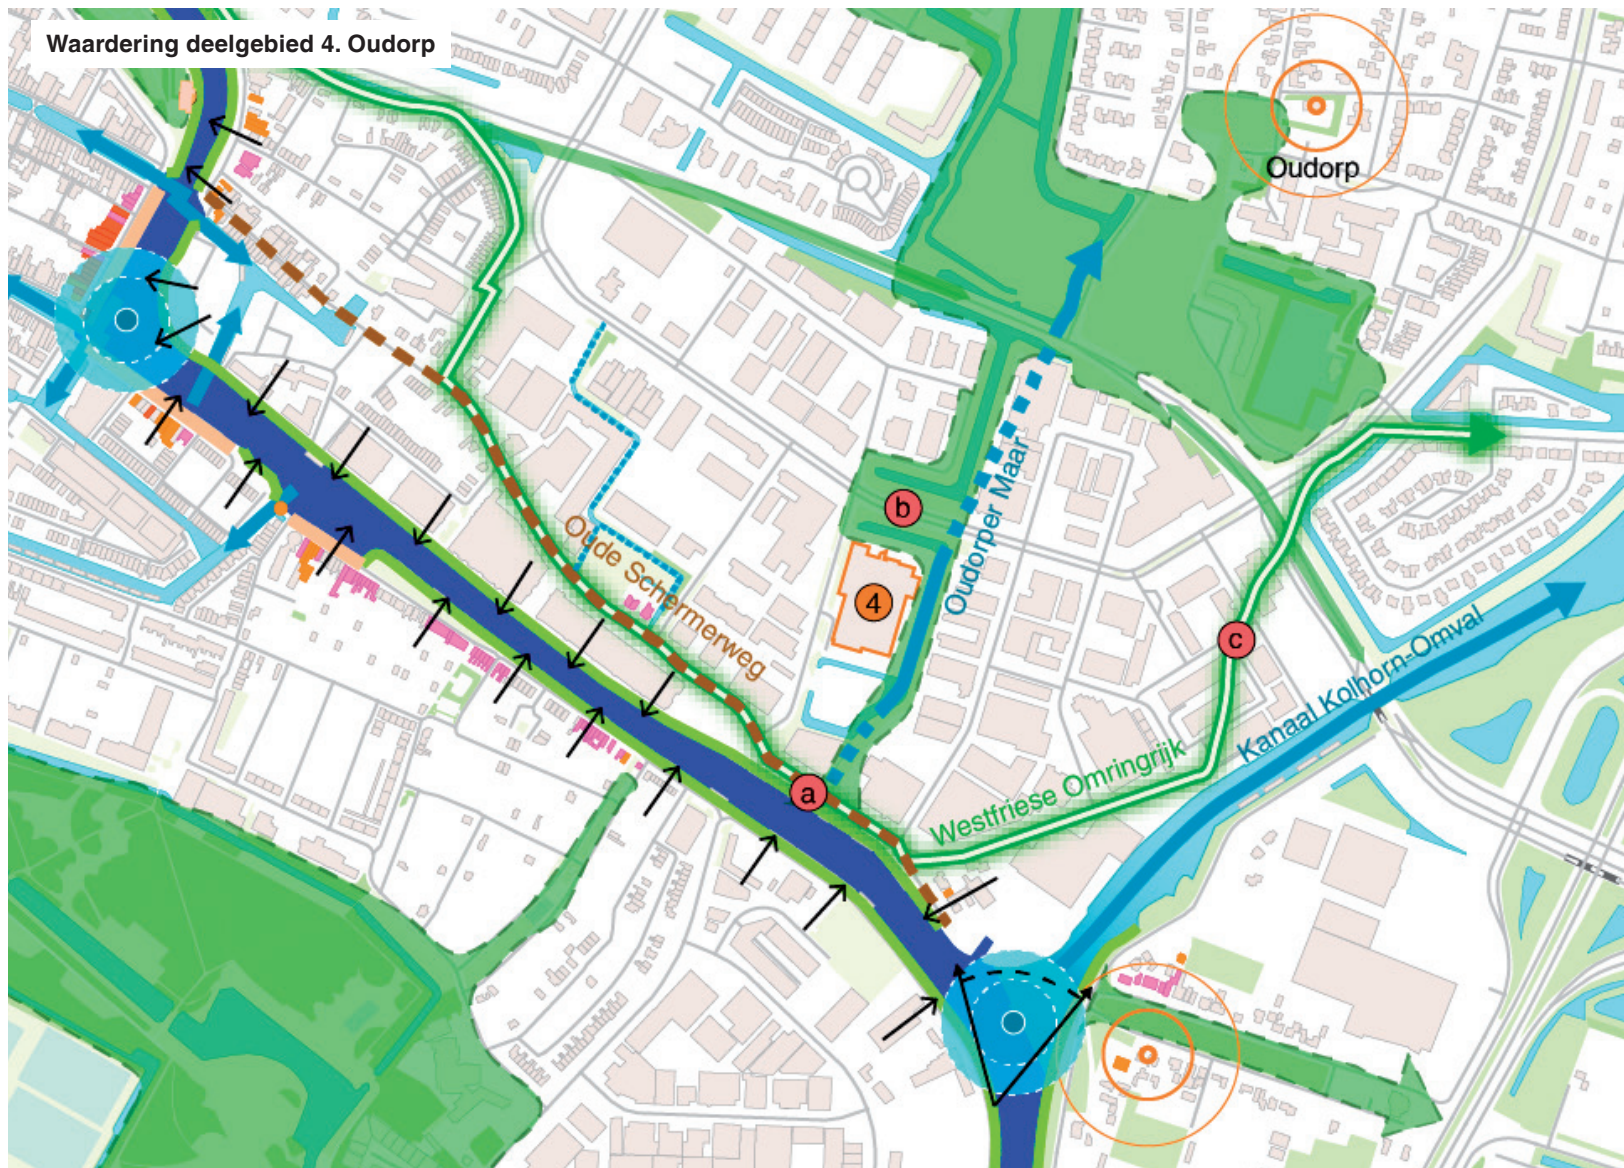 Waardering deelgebied 4. Oudorp
Oudorp
Oudorper Maar
b
Oude Schermerweg
4
c
Kanaal Kolhorn-Omval
Westfriese Omringrijk
a